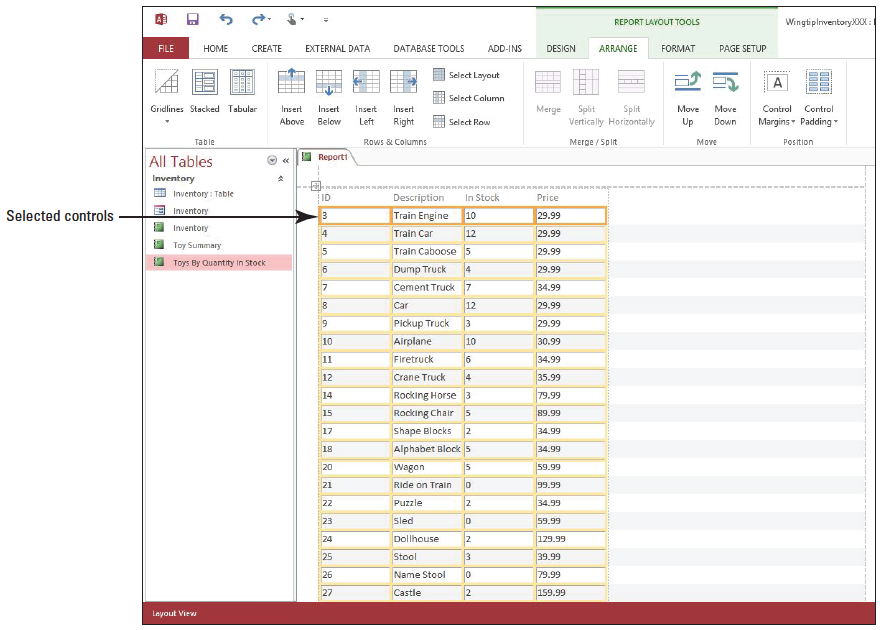 REPORT LAYOUT TOOLS
FILE HOME CREATE EXTERNAL DATA DATABASE TOOLS ADD-INS DESIGN ARRANGE FORMAT PAGE SETUP WingtipInventoryXXX :
Gridlines Stacked Tabular
Insert Above Insert Below Insert Left Insert Right
Select Layout
Select Column
Select Row
Merge Split Vertically Split Horizontally
Move Up Move Down
Control Margins Control Padding
Table Rows & Columns Merge / Split Move Position
All Tables
Inventory
Inventory : Table
Inventory
Inventory
Toy Summary
Toys By Quantity In Stock
Selected controls
Report1
ID Description In Stock Price
3 Train Engine 10 29.99
4 Train Car 12 29.99
5 Train Caboose 5 29.99
6 Dump Truck 4 29.99
7 Cement Truck 7 34.99
8 Car 12 29.99
9 Pickup Truck 3 29.99
10 Airplane 10 30.99
11 Firetruck 6 34.99
12 Crane Truck 4 35.99
14 Rocking Horse 3 79.99
15 Rocking Chair 5 89.99
17 Shape Blocks 2 34.99
18 Alphabet Block 5 34.99
20 Wagon 5 59.99
21 Ride on Train 0 99.99
22 Puzzle 2 34.99
23 Sled 0 59.99
24 Dollhouse 2 129.99
25 Stool 3 39.99
26 Name Stool 0 79.99
27 Castle 2 159.99
Layout View